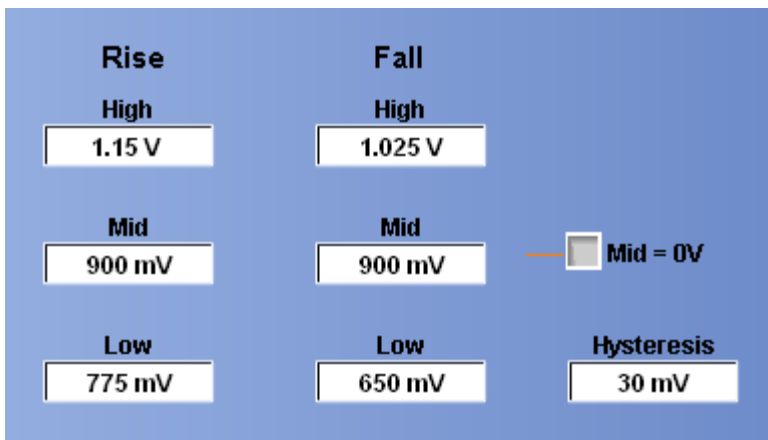 Rise Fall
High High
1.15 V 1.025 V
Mid Mid
900 mV 900 mV Mid = 0V
Low Low Hysteresis
775 mV 650 mV 30 mV